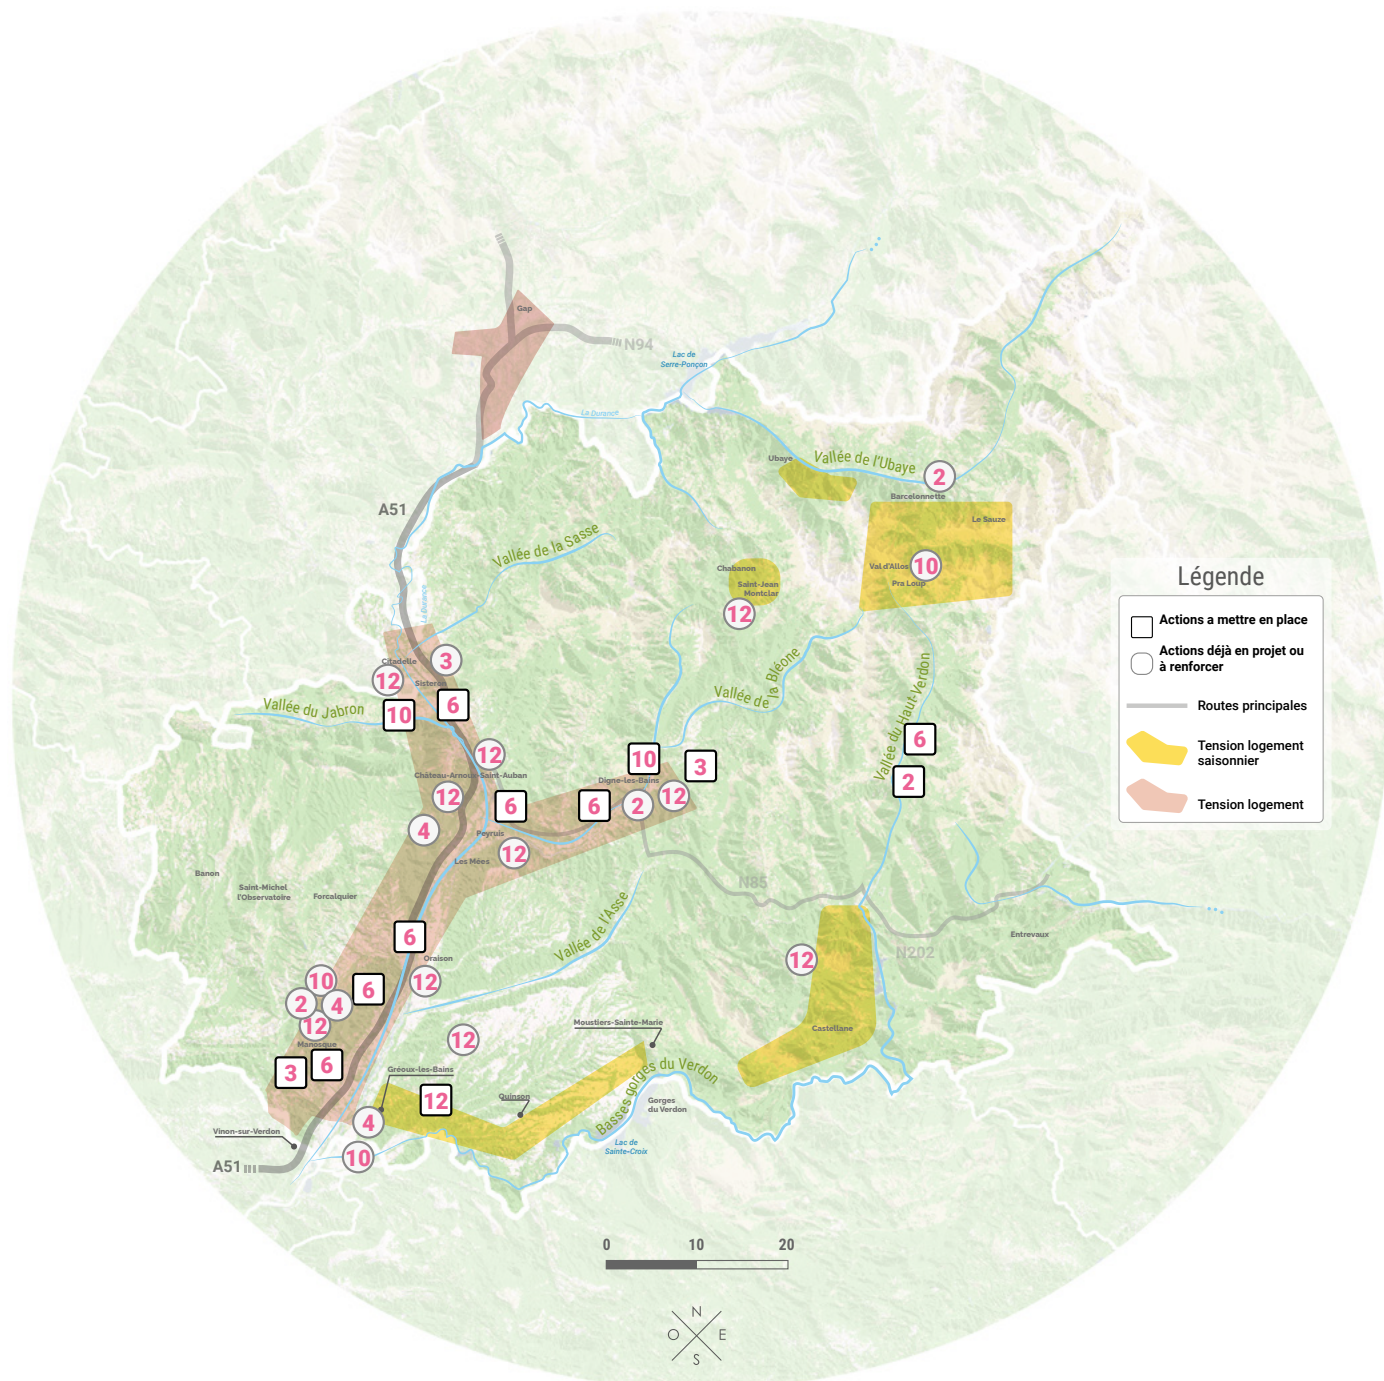 Gap
N94
Lac de
Serre-Ponçon
La Durance
Ubaye
Vallée de l'Ubaye
2
Barcelonnette
A51
Le Sauze
Vallée de la Sasse
Chabanon
Val d'Allos
10
Saint-Jean
Montclar
Pra Loup
12
La Durance
Citadelle
3
12
Sisteron
Vallée du Jabron
10
6
Vallée de la Bléone
Vallée du Haut-Verdon
6
2
12
Château-Arnoux-Saint-Auban
10
3
Digne-les-Bains
12
6
6
2
12
4
Peyruis
12
Les Mées
Banon
Saint-Michel
l'Observatoire
Forcalquier
N85
Vallée de l'Asse
6
Entrevaux
N202
Oraison
12
12
10
6
2
4
12
12
Manosque
Moustiers-Sainte-Marie
Castellane
3
6
Gréoux-les-Bains
12
Quinson
Basses gorges du Verdon
Gorges
du Verdon
4
Vinon-sur-Verdon
Lac de
Sainte-Croix
10
A51
Légende
Actions a mettre en place
Actions déjà en projet ou
à renforcer
Routes principales
Tension logement
saisonnier
Tension logement
0 10 20
N
O E
S